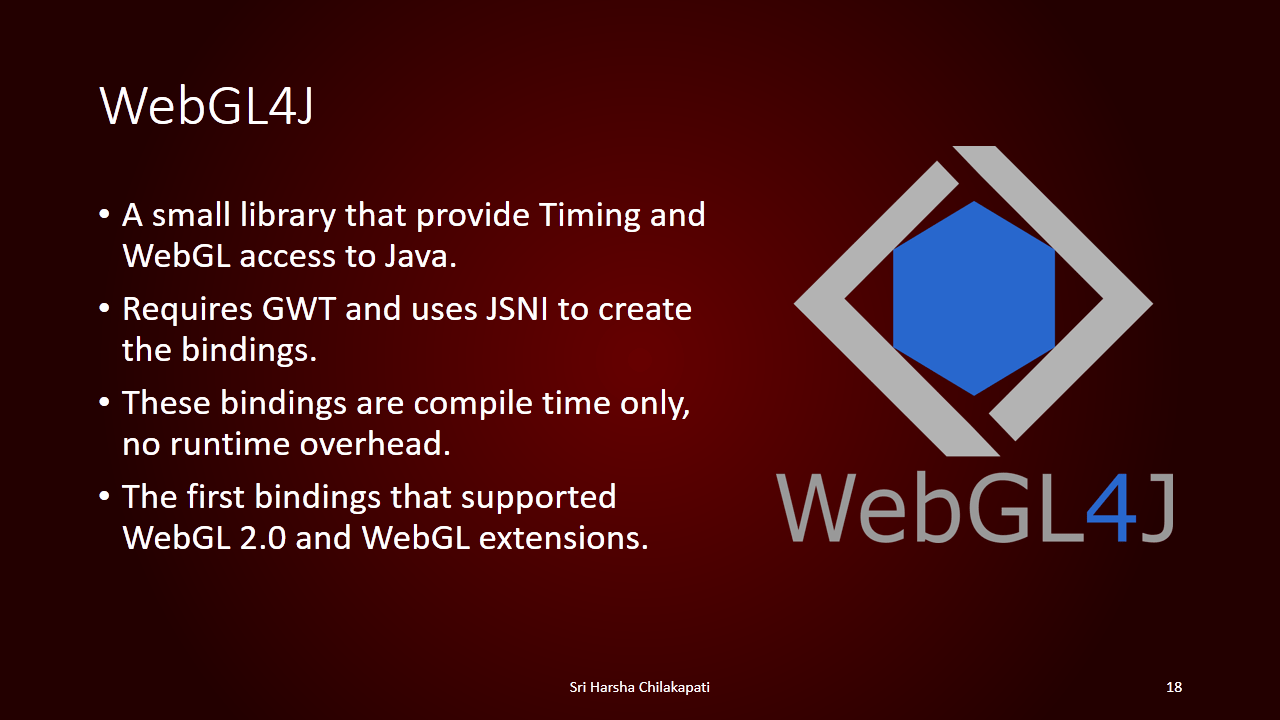 WebGL4J
• A small library that provide Timing and
WebGL access to Java.
• Requires GWT and uses JSNI to create
the bindings.
• These bindings are compile time only,
no runtime overhead.
• The first bindings that supported
WebGL 2.0 and WebGL extensions.
WebGL4J
Sri Harsha Chilakapati
18